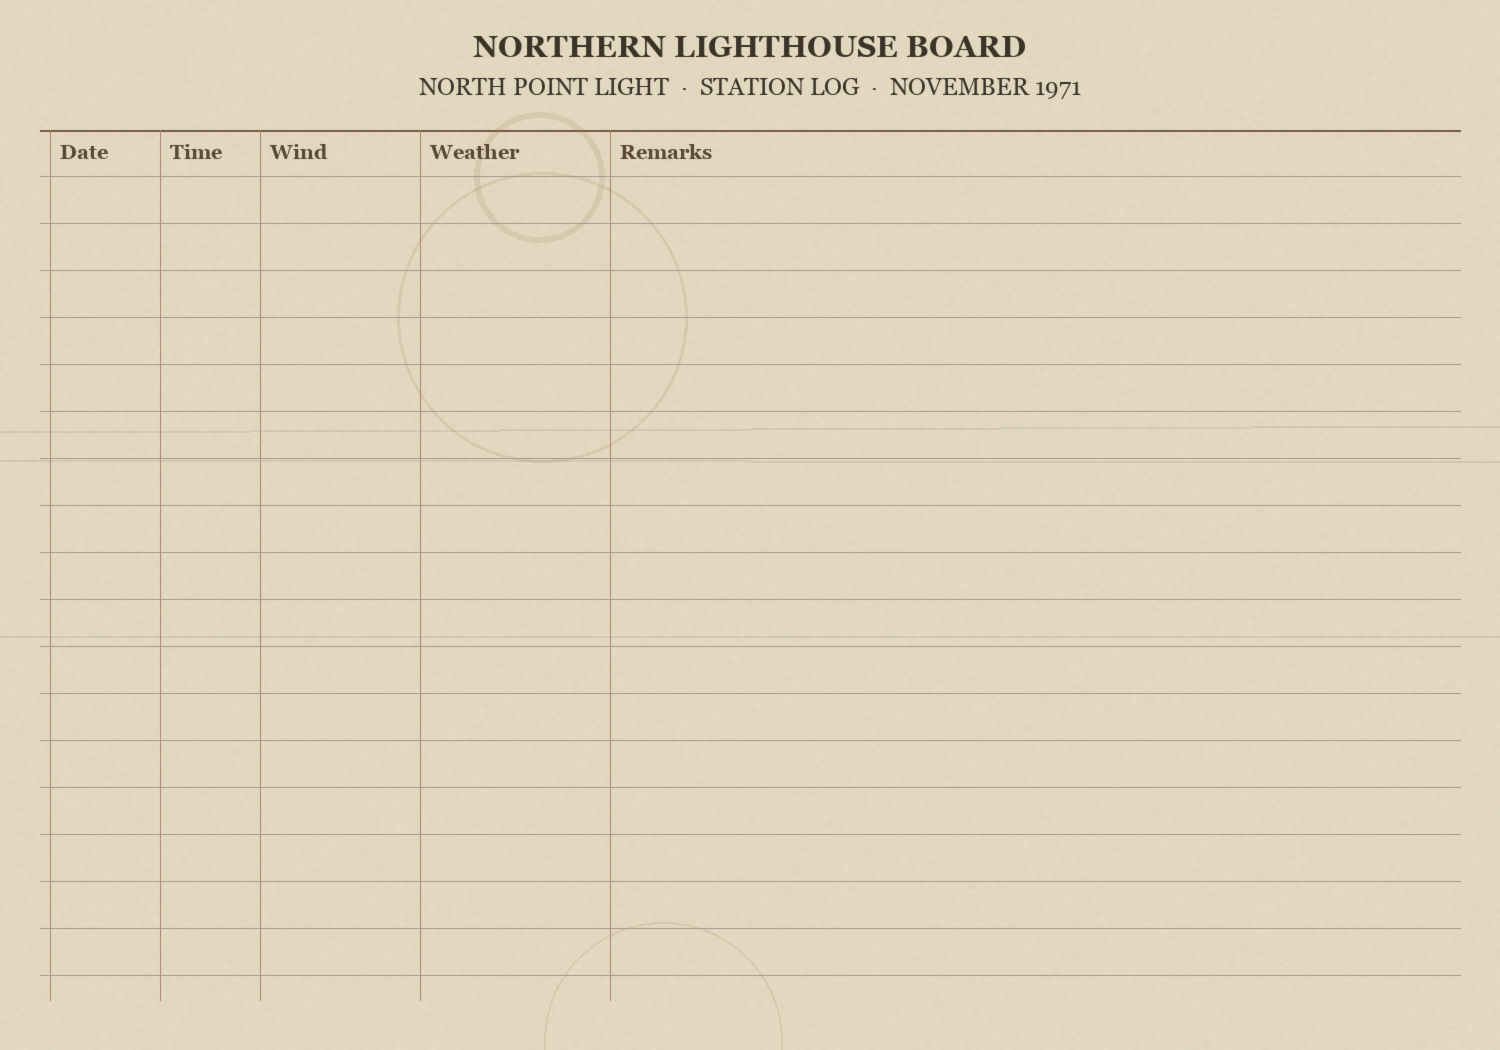 NORTHERN LIGHTHOUSE BOARD
NORTH POINT LIGHT · STATION LOG · NOVEMBER 1971
Date Time Wind Weather Remarks